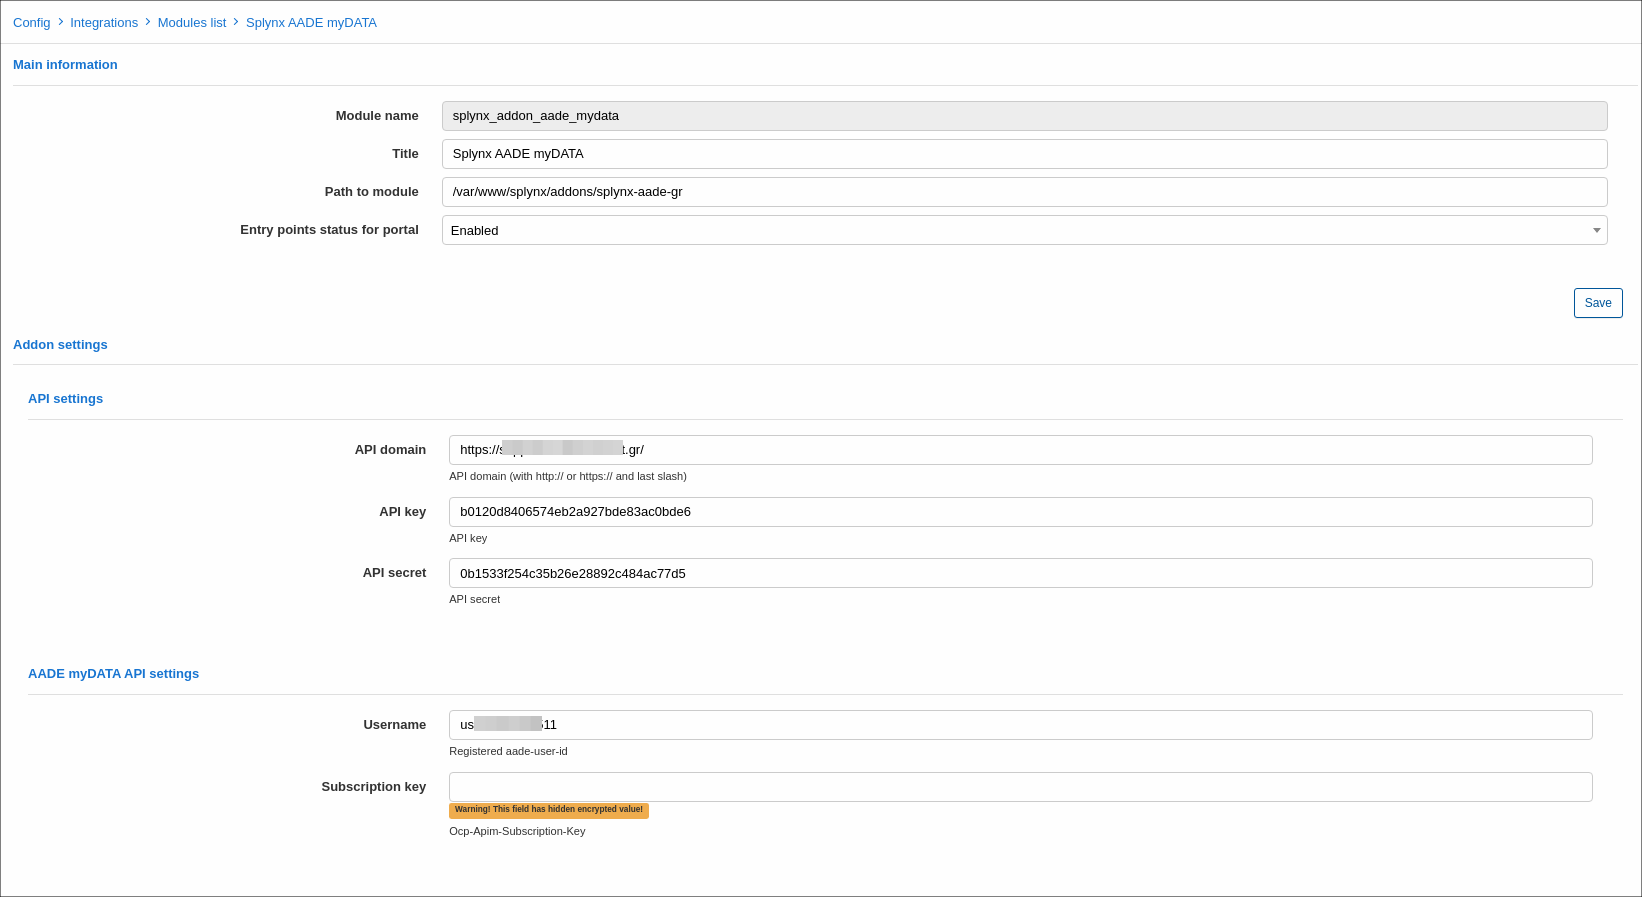 Config > Integrations > Modules list > Splynx AADE myDATA
Main information
Module name splynx_addon_aade_mydata
Title Splynx AADE myDATA
Path to module /var/www/splynx/addons/splynx-aade-gr
Entry points status for portal Enabled
Save
Addon settings
API settings
API domain https:// t.gr/
API domain (with http:// or https:// and last slash)
API key b0120d8406574eb2a927bde83ac0bde6
API key
API secret 0b1533f254c35b26e28892c484ac77d5
API secret
AADE myDATA API settings
Username us 11
Registered aade-user-id
Subscription key
Warning! This field has hidden encrypted value!
Ocp-Apim-Subscription-Key